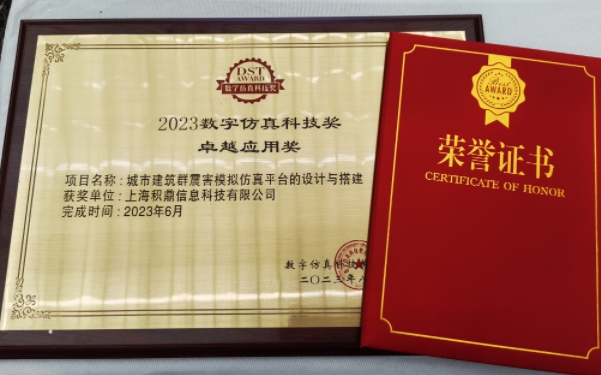 DST
AWARD
数字仿真科技奖
2023数字仿真科技奖
卓越应用奖
项目名称：城市建筑群震害模拟仿真平台的设计与搭建
获奖单位：上海积鼎信息科技有限公司
完成时间：2023年6月
数字仿真科技
二〇二三年八
Best
AWARD
荣誉证书
CERTIFICATE OF HONOR